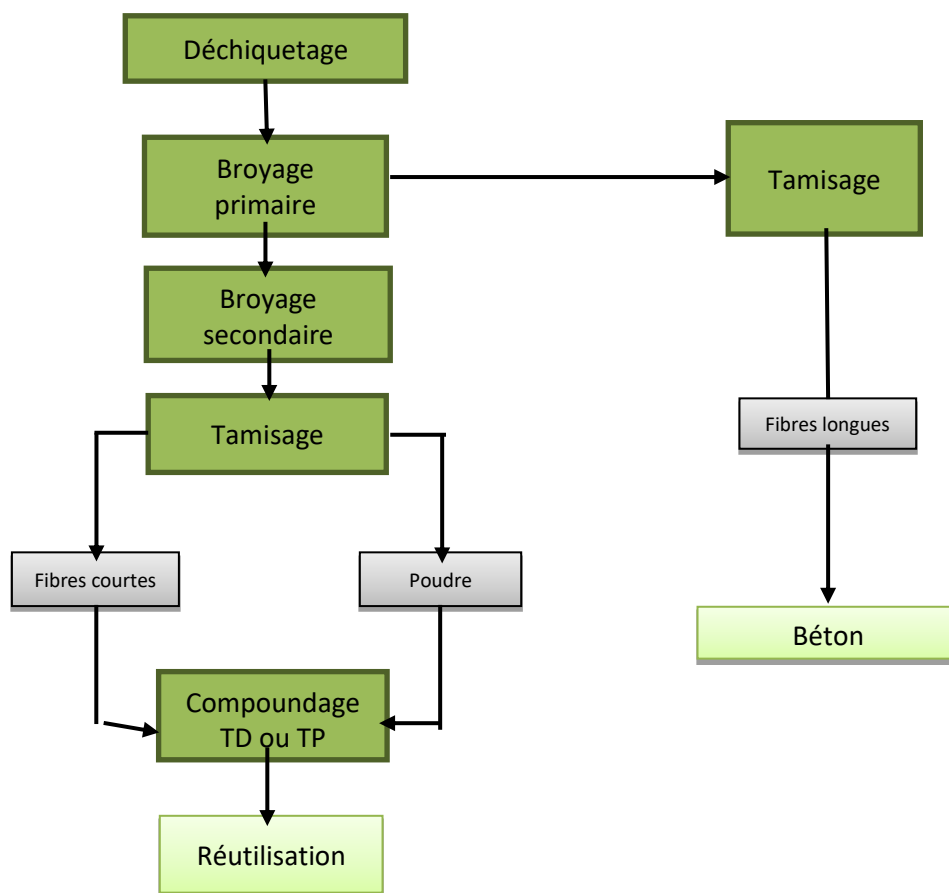 Déchiquetage
Broyage
primaire
Tamisage
Broyage
secondaire
Tamisage
Fibres longues
Fibres courtes
Poudre
Béton
Compoundage
TD ou TP
Réutilisation